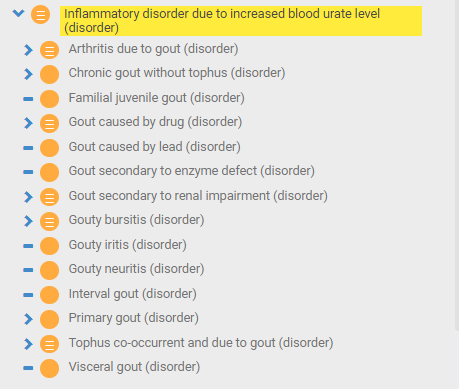 Inflammatory disorder due to increased blood urate level
(disorder)
Arthritis due to gout (disorder)
Chronic gout without tophus (disorder)
Familial juvenile gout (disorder)
Gout caused by drug (disorder)
Gout caused by lead (disorder)
Gout secondary to enzyme defect (disorder)
Gout secondary to renal impairment (disorder)
Gouty bursitis (disorder)
Gouty iritis (disorder)
Gouty neuritis (disorder)
Interval gout (disorder)
Primary gout (disorder)
Tophus co-occurrent and due to gout (disorder)
Visceral gout (disorder)